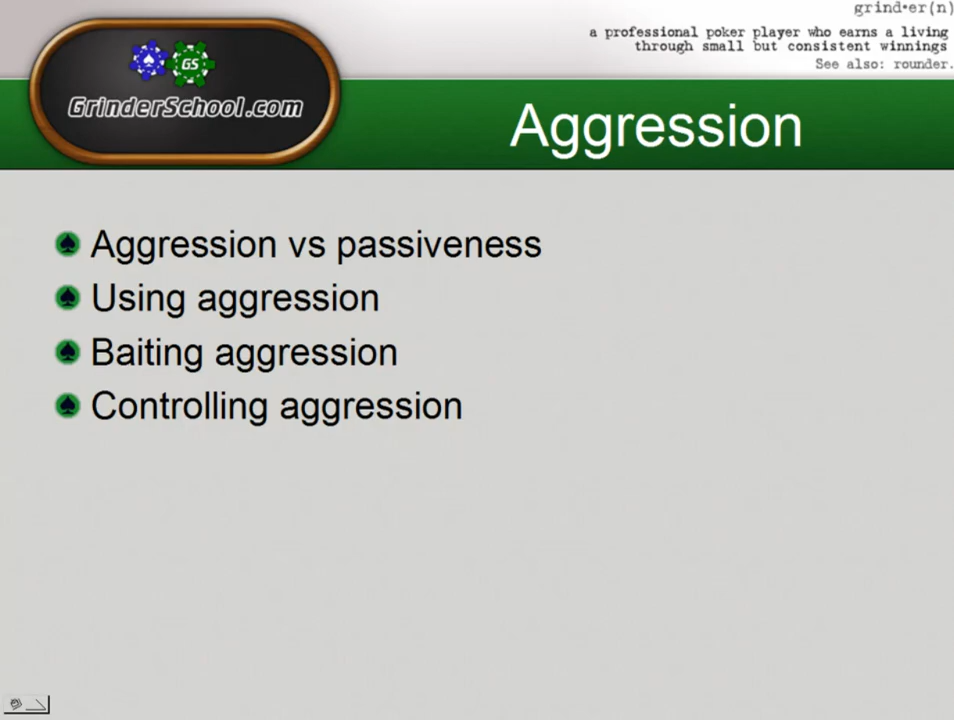 grind•er(n)
a professional poker player who earns a living
through small but consistent winnings
See also: rounder.
GS
GrinderSchool.com
Aggression
Aggression vs passiveness
Using aggression
Baiting aggression
Controlling aggression